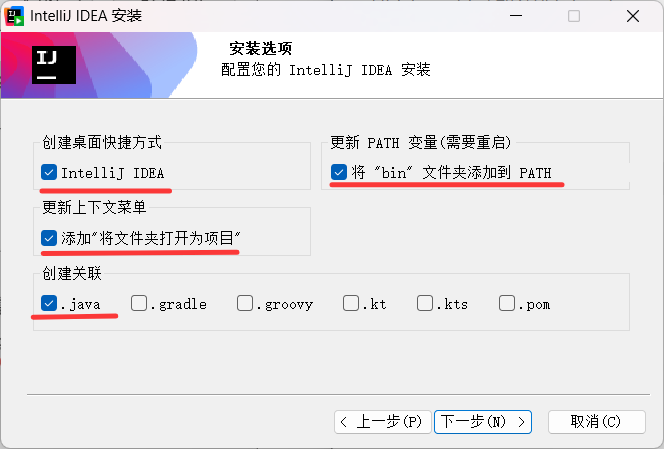 IntelliJ IDEA 安装
IJ
安装选项
配置您的 IntelliJ IDEA 安装
创建桌面快捷方式
IntelliJ IDEA
更新 PATH 变量(需要重启)
将 "bin" 文件夹添加到 PATH
更新上下文菜单
添加"将文件夹打开为项目"
创建关联
.java .gradle .groovy .kt .kts .pom
< 上一步(P) 下一步(N) > 取消(C)